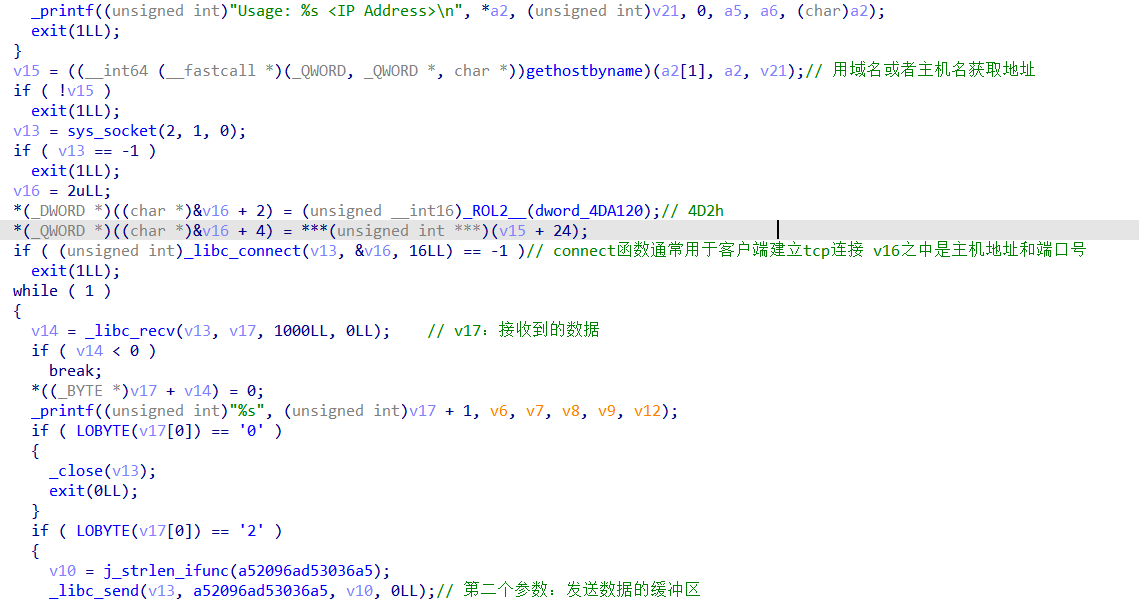 _printf((unsigned int)"Usage: %s <IP Address>\n", *a2, (unsigned int)v21, 0, a5, a6, (char)a2);
exit(1LL);
}
v15 = ((__int64 (__fastcall *)(_QWORD, _QWORD *, char *))gethostbyname)(a2[1], a2, v21);// 用域名或者主机名获取地址
if ( !v15 )
exit(1LL);
v13 = sys_socket(2, 1, 0);
if ( v13 == -1 )
exit(1LL);
v16 = 2uLL;
*(_DWORD *)((char *)&v16 + 2) = (unsigned __int16)_ROL2__(dword_4DA120);// 4D2h
*(_QWORD *)((char *)&v16 + 4) = ***(unsigned int ***)(v15 + 24);
if ( (unsigned int)_libc_connect(v13, &v16, 16LL) == -1 )// connect函数通常用于客户端建立tcp连接 v16之中是主机地址和端口号
exit(1LL);
while ( 1 )
{
v14 = _libc_recv(v13, v17, 1000LL, 0LL); // v17：接收到的数据
if ( v14 < 0 )
break;
*((_BYTE *)v17 + v14) = 0;
_printf((unsigned int)"%s", (unsigned int)v17 + 1, v6, v7, v8, v9, v12);
if ( LOBYTE(v17[0]) == '0' )
{
_close(v13);
exit(0LL);
}
if ( LOBYTE(v17[0]) == '2' )
{
v10 = j_strlen_ifunc(a52096ad53036a5);
_libc_send(v13, a52096ad53036a5, v10, 0LL);// 第二个参数：发送数据的缓冲区